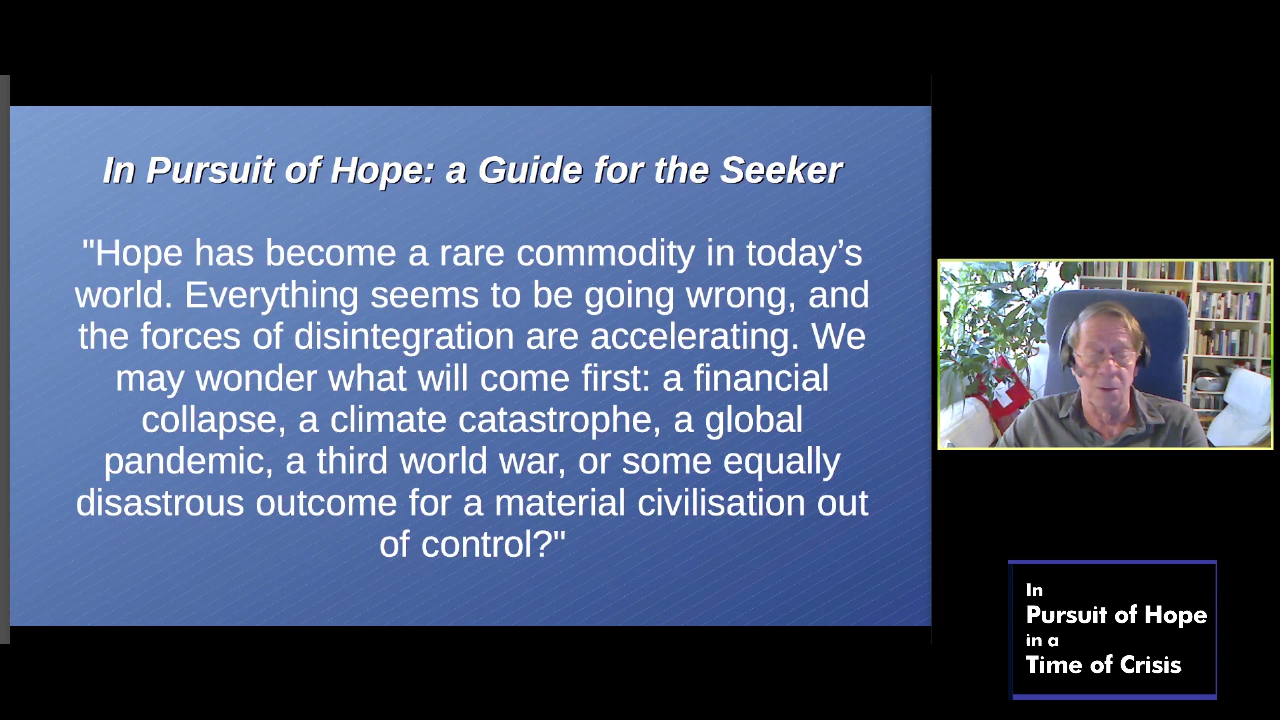 In Pursuit of Hope: a Guide for the Seeker
"Hope has become a rare commodity in today’s
world. Everything seems to be going wrong, and
the forces of disintegration are accelerating. We
may wonder what will come first: a financial
collapse, a climate catastrophe, a global
pandemic, a third world war, or some equally
disastrous outcome for a material civilisation out
of control?"
In
Pursuit of Hope
in a
Time of Crisis